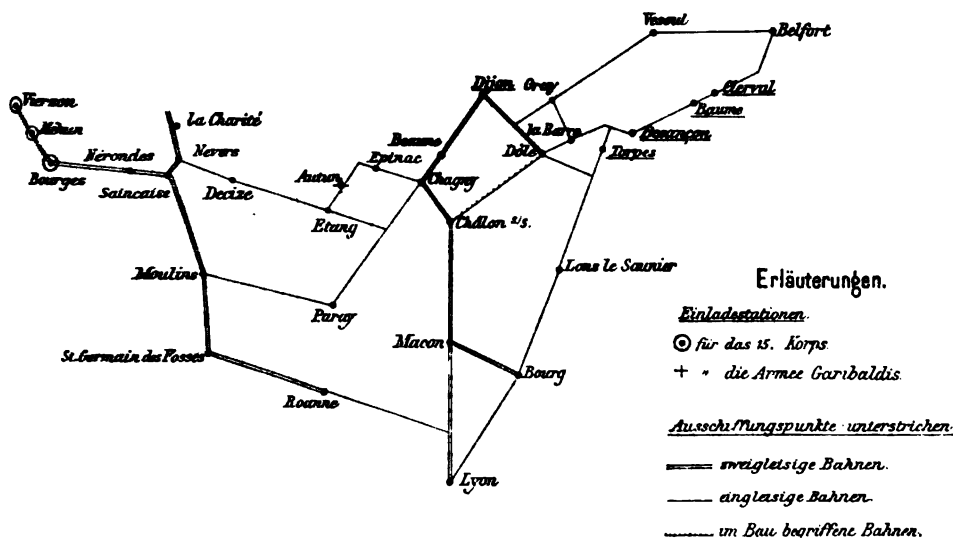 Vesoul
Belfort
Vierzon
Mehun
Bourges
Nérondes
Saincaize
la Charité
Nevers
Decize
Autun
Epinac
Etang
Beaune
Chagny
Dijon
Gray
la Barre
Dôle
Clerval
Baume
Besançon
Torpes
Châlon s/s.
Lons le Saunier
Moulins
Paray
St. Germain des Fosses
Roanne
Macon
Bourg
Lyon
Erläuterungen.
Einladestationen.
für das 15. Korps.
" die Armee Garibaldis.
Ausschiffungspunkte unterstrichen.
zweigleisige Bahnen.
eingleisige Bahnen.
im Bau begriffene Bahnen.